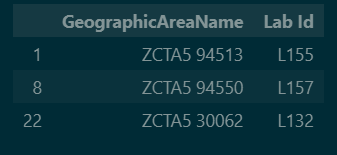 GeographicAreaName Lab Id
1 ZCTA5 94513 L155
8 ZCTA5 94550 L157
22 ZCTA5 30062 L132